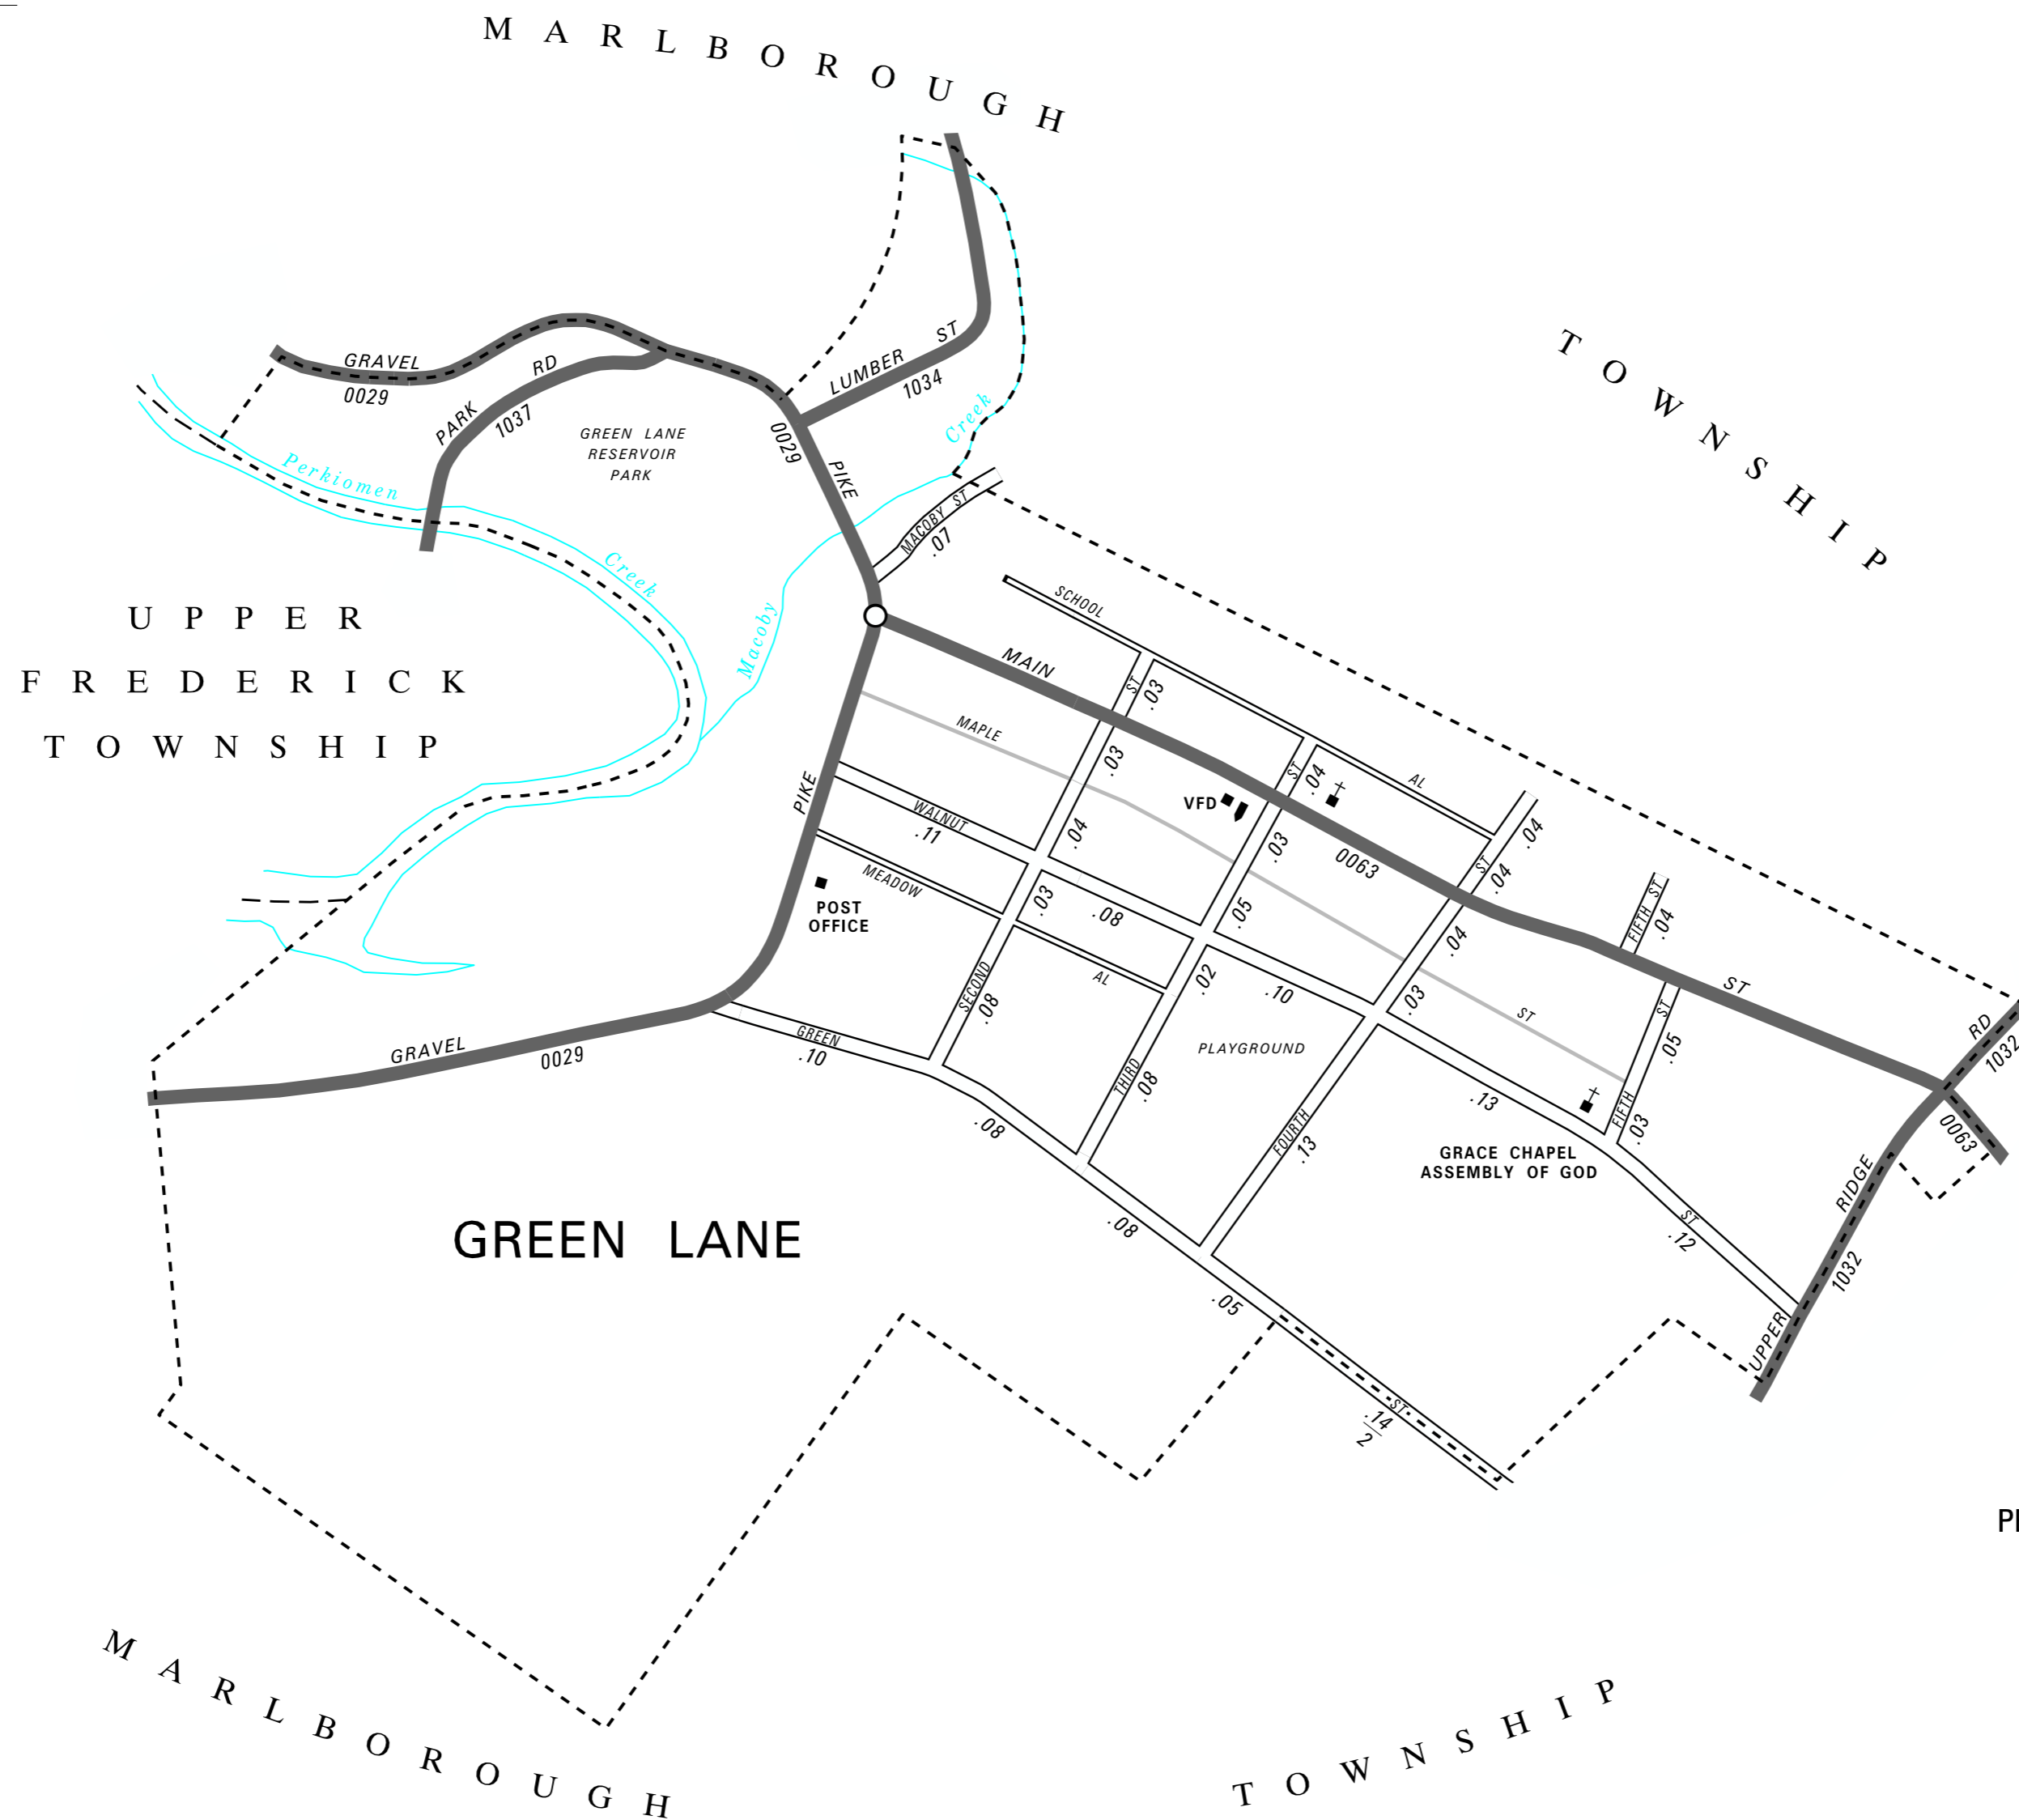 MARLBOROUGH
TOWNSHIP
GRAVEL
0029
PARK RD
1037
GREEN LANE
RESERVOIR
PARK
LUMBER ST
1034
Creek
0029
PIKE
Perkiomen
Creek
Macoby
MACOBY ST
.07
UPPER
FREDERICK
TOWNSHIP
SCHOOL
AL
MAIN
0063
ST
ST
.03
.03
.04
MAPLE
ST
VFD
ST
.04
.03
.05
ST
.04
.04
.04
.03
FIFTH ST
.04
ST
.05
FIFTH
.03
PIKE
WALNUT
.11
.08
.10
.13
ST
.12
MEADOW
AL
POST
OFFICE
.03
SECOND
.08
.02
THIRD
.08
PLAYGROUND
FOURTH
.13
GRACE CHAPEL
ASSEMBLY OF GOD
RD
1032
0063
RIDGE
1032
UPPER
GRAVEL
0029
GREEN
.10
.08
.08
.05
ST
.14
2
GREEN LANE
MARLBOROUGH
TOWNSHIP